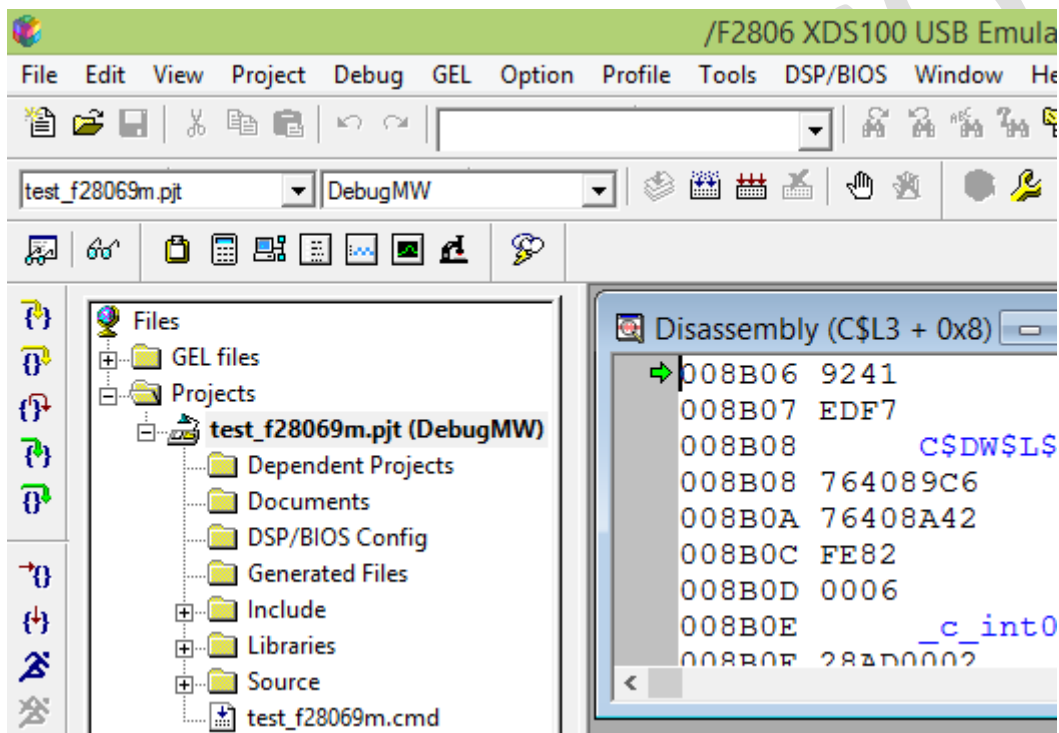 /F2806 XDS100 USB Emula
File Edit View Project Debug GEL Option Profile Tools DSP/BIOS Window He
test_f28069m.pjt DebugMW
Files
GEL files
Projects
test_f28069m.pjt (DebugMW)
Dependent Projects
Documents
DSP/BIOS Config
Generated Files
Include
Libraries
Source
test_f28069m.cmd
Disassembly (C$L3 + 0x8)
008B06 9241
008B07 EDF7
008B08 C$DW$L$
008B08 764089C6
008B0A 76408A42
008B0C FE82
008B0D 0006
008B0E _c_int0
008B0E 28AD0002